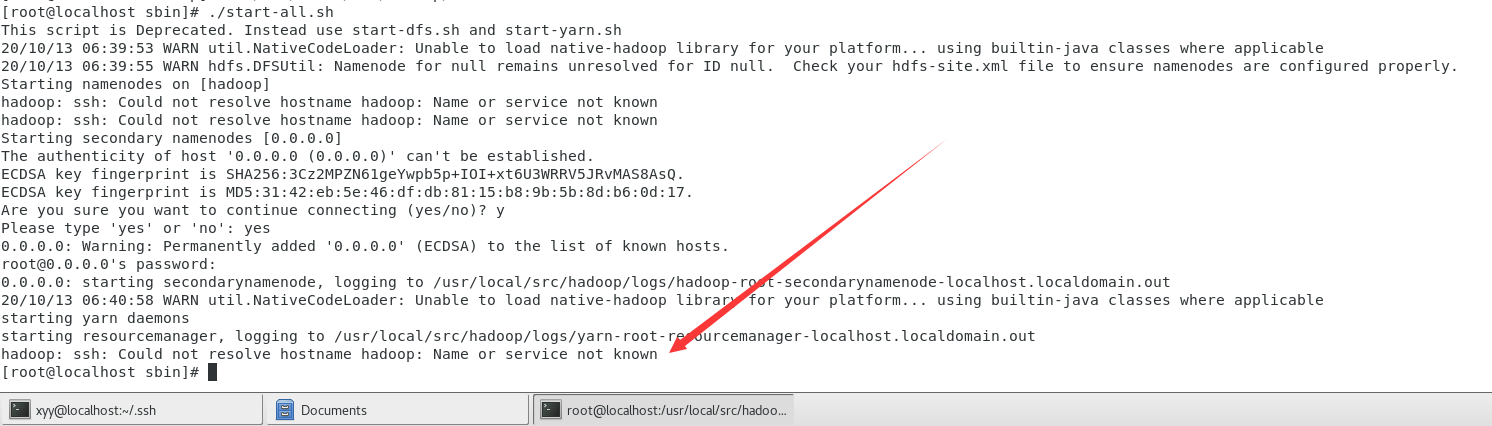 [root@localhost sbin]# ./start-all.sh
This script is Deprecated. Instead use start-dfs.sh and start-yarn.sh
20/10/13 06:39:53 WARN util.NativeCodeLoader: Unable to load native-hadoop library for your platform... using builtin-java classes where applicable
20/10/13 06:39:55 WARN hdfs.DFSUtil: Namenode for null remains unresolved for ID null.  Check your hdfs-site.xml file to ensure namenodes are configured properly.
Starting namenodes on [hadoop]
hadoop: ssh: Could not resolve hostname hadoop: Name or service not known
hadoop: ssh: Could not resolve hostname hadoop: Name or service not known
Starting secondary namenodes [0.0.0.0]
The authenticity of host '0.0.0.0 (0.0.0.0)' can't be established.
ECDSA key fingerprint is SHA256:3Cz2MPZN61geYwpb5p+IOI+xt6U3WRRV5JRvMAS8AsQ.
ECDSA key fingerprint is MD5:31:42:eb:5e:46:df:db:81:15:b8:9b:5b:8d:b6:0d:17.
Are you sure you want to continue connecting (yes/no)? y
Please type 'yes' or 'no': yes
0.0.0.0: Warning: Permanently added '0.0.0.0' (ECDSA) to the list of known hosts.
root@0.0.0.0's password:
0.0.0.0: starting secondarynamenode, logging to /usr/local/src/hadoop/logs/hadoop-root-secondarynamenode-localhost.localdomain.out
20/10/13 06:40:58 WARN util.NativeCodeLoader: Unable to load native-hadoop library for your platform... using builtin-java classes where applicable
starting yarn daemons
starting resourcemanager, logging to /usr/local/src/hadoop/logs/yarn-root-resourcemanager-localhost.localdomain.out
hadoop: ssh: Could not resolve hostname hadoop: Name or service not known
[root@localhost sbin]#
xyy@localhost:~/.ssh
Documents
root@localhost:/usr/local/src/hadoo...